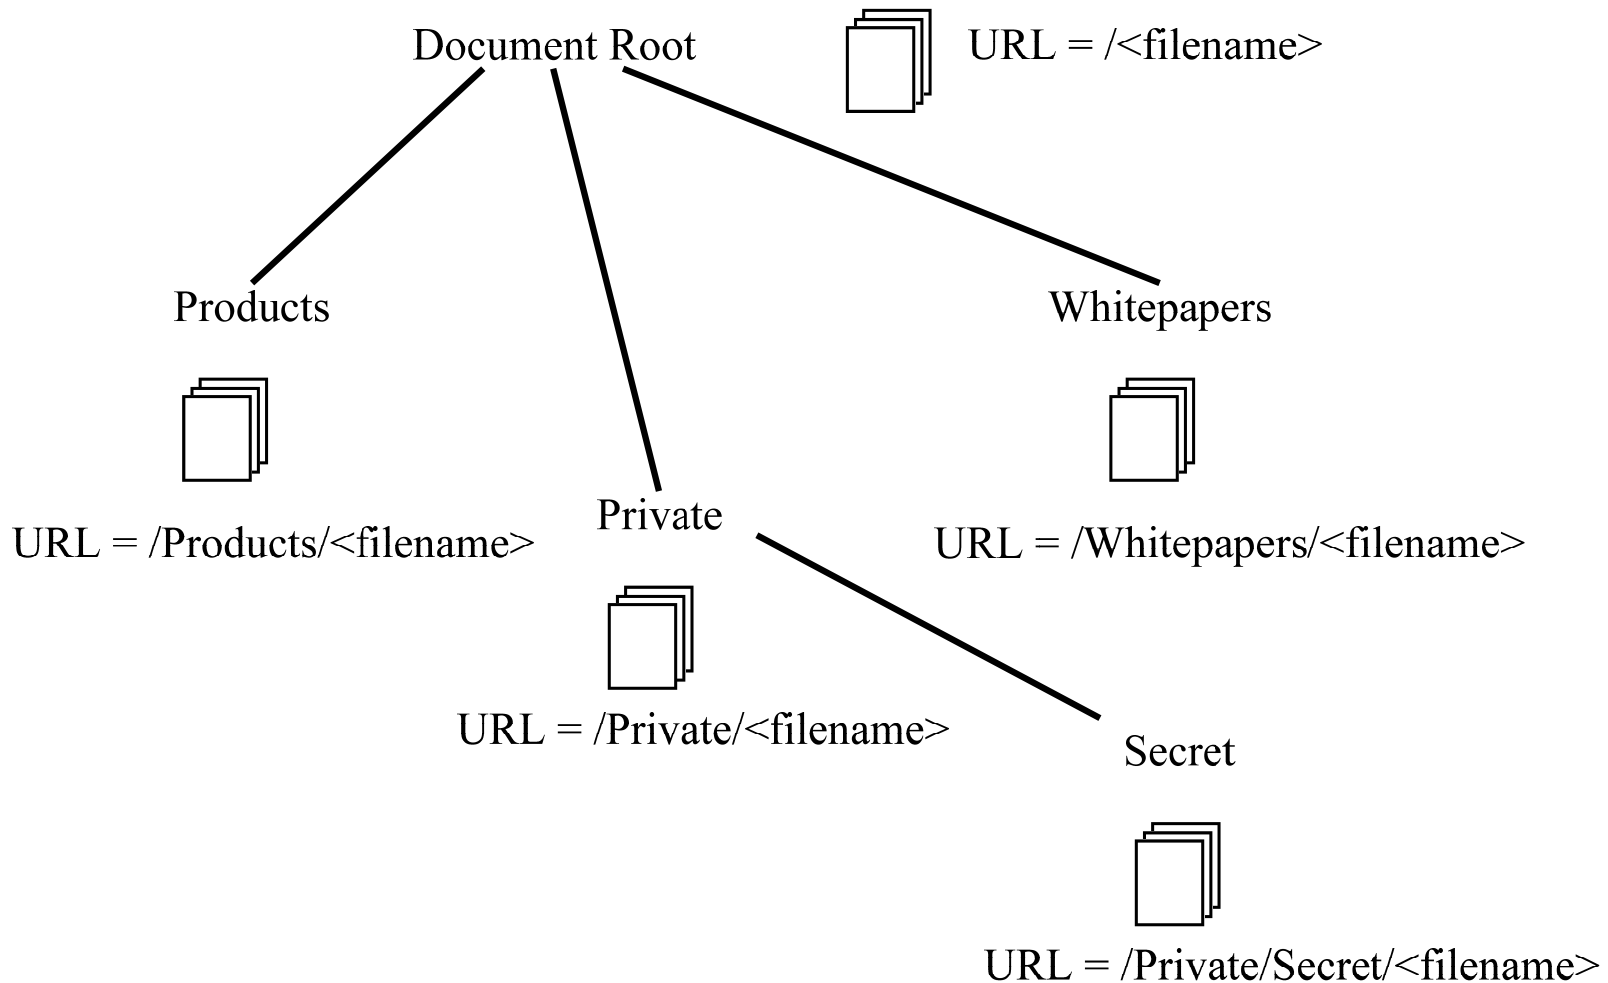 Document Root
URL = /<filename>
Products
Whitepapers
URL = /Products/<filename>
Private
URL = /Whitepapers/<filename>
URL = /Private/<filename>
Secret
URL = /Private/Secret/<filename>